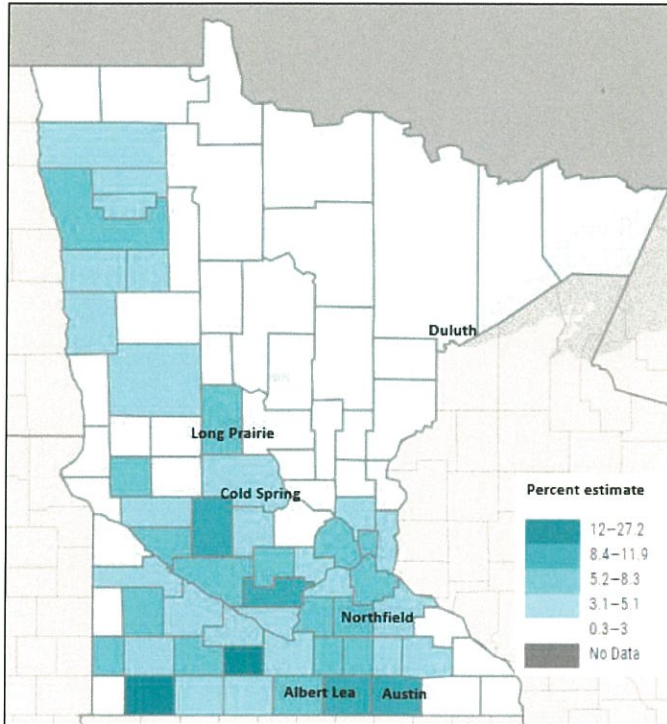 Duluth
Long Prairie
Cold Spring
Percent estimate
12–27.2
8.4–11.9
5.2–8.3
3.1–5.1
0.3–3
No Data
Northfield
Albert Lea
Austin